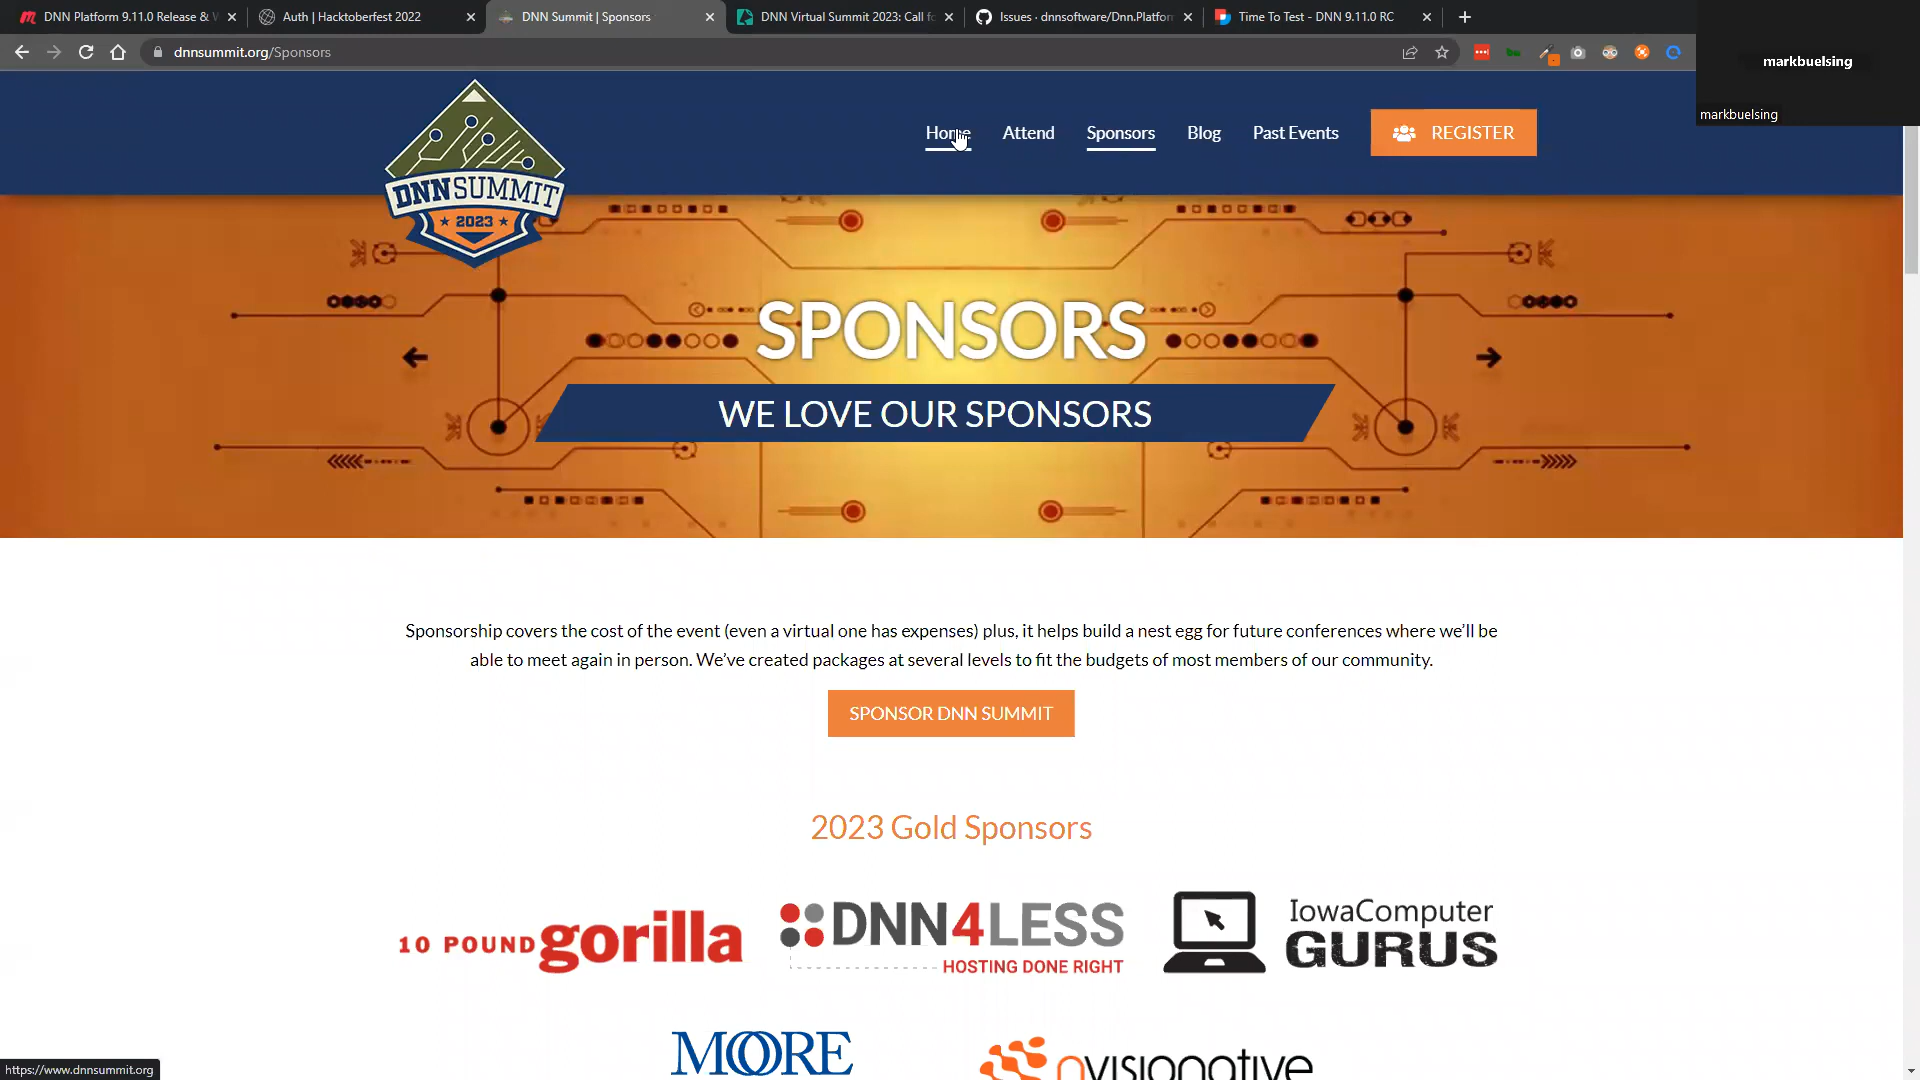 DNN Platform 9.11.0 Release & W
Auth | Hacktoberfest 2022
DNN Summit | Sponsors
DNN Virtual Summit 2023: Call fo
Issues · dnnsoftware/Dnn.Platfor
Time To Test - DNN 9.11.0 RC
dnnsummit.org/Sponsors
markbuelsing
markbuelsing
Home
Attend
Sponsors
Blog
Past Events
REGISTER
DNNSUMMIT
2023
SPONSORS
WE LOVE OUR SPONSORS
Sponsorship covers the cost of the event (even a virtual one has expenses) plus, it helps build a nest egg for future conferences where we'll be
able to meet again in person. We've created packages at several levels to fit the budgets of most members of our community.
SPONSOR DNN SUMMIT
2023 Gold Sponsors
10 POUND gorilla
DNN4LESS
HOSTING DONE RIGHT
IowaComputer
GURUS
MOORE
nvisionative
https://www.dnnsummit.org